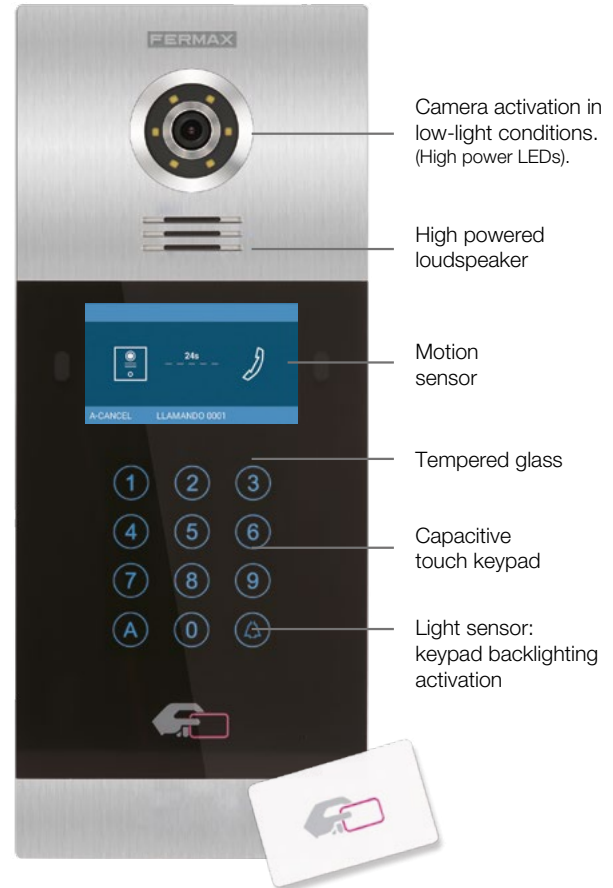 FERMAX
Camera activation in
low-light conditions.
(High power LEDs).
High powered
loudspeaker
24s
Motion
sensor
A-CANCEL LLAMANDO 0001
Tempered glass
1 2 3
4 5 6
Capacitive
touch keypad
7 8 9
A 0
Light sensor:
keypad backlighting
activation